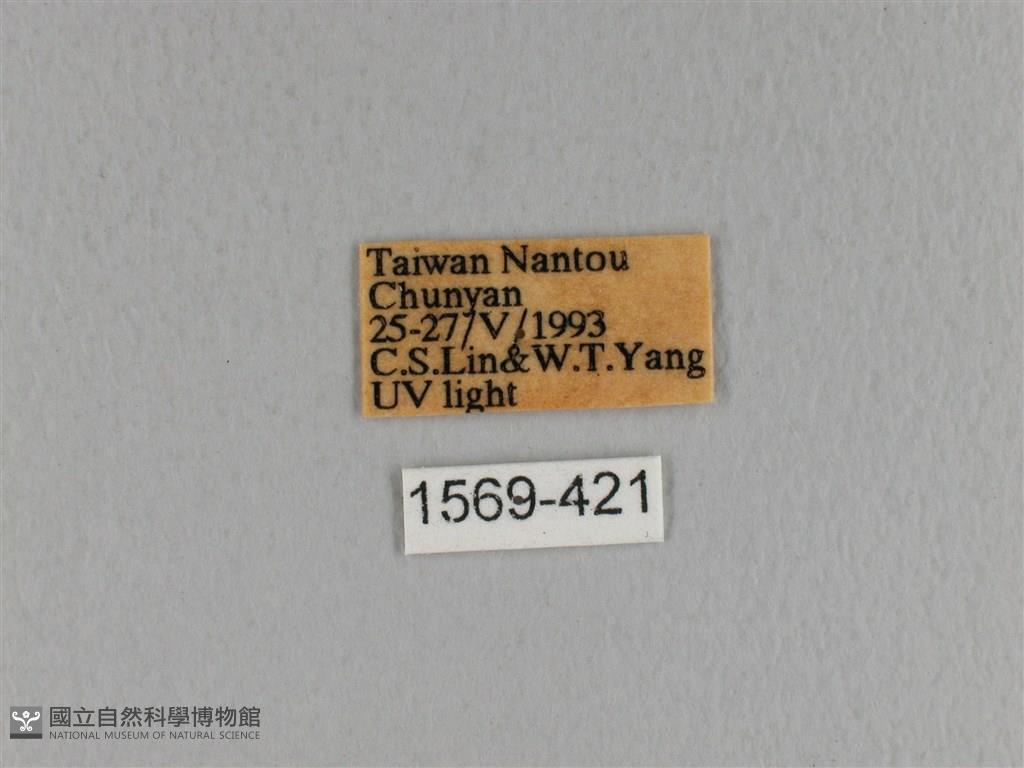 Taiwan Nantou
Chunyan
25-27/V/1993
C.S.Lin&W.T.Yang
UV light
1569-421
國立自然科學博物館
NATIONAL MUSEUM OF NATURAL SCIENCE